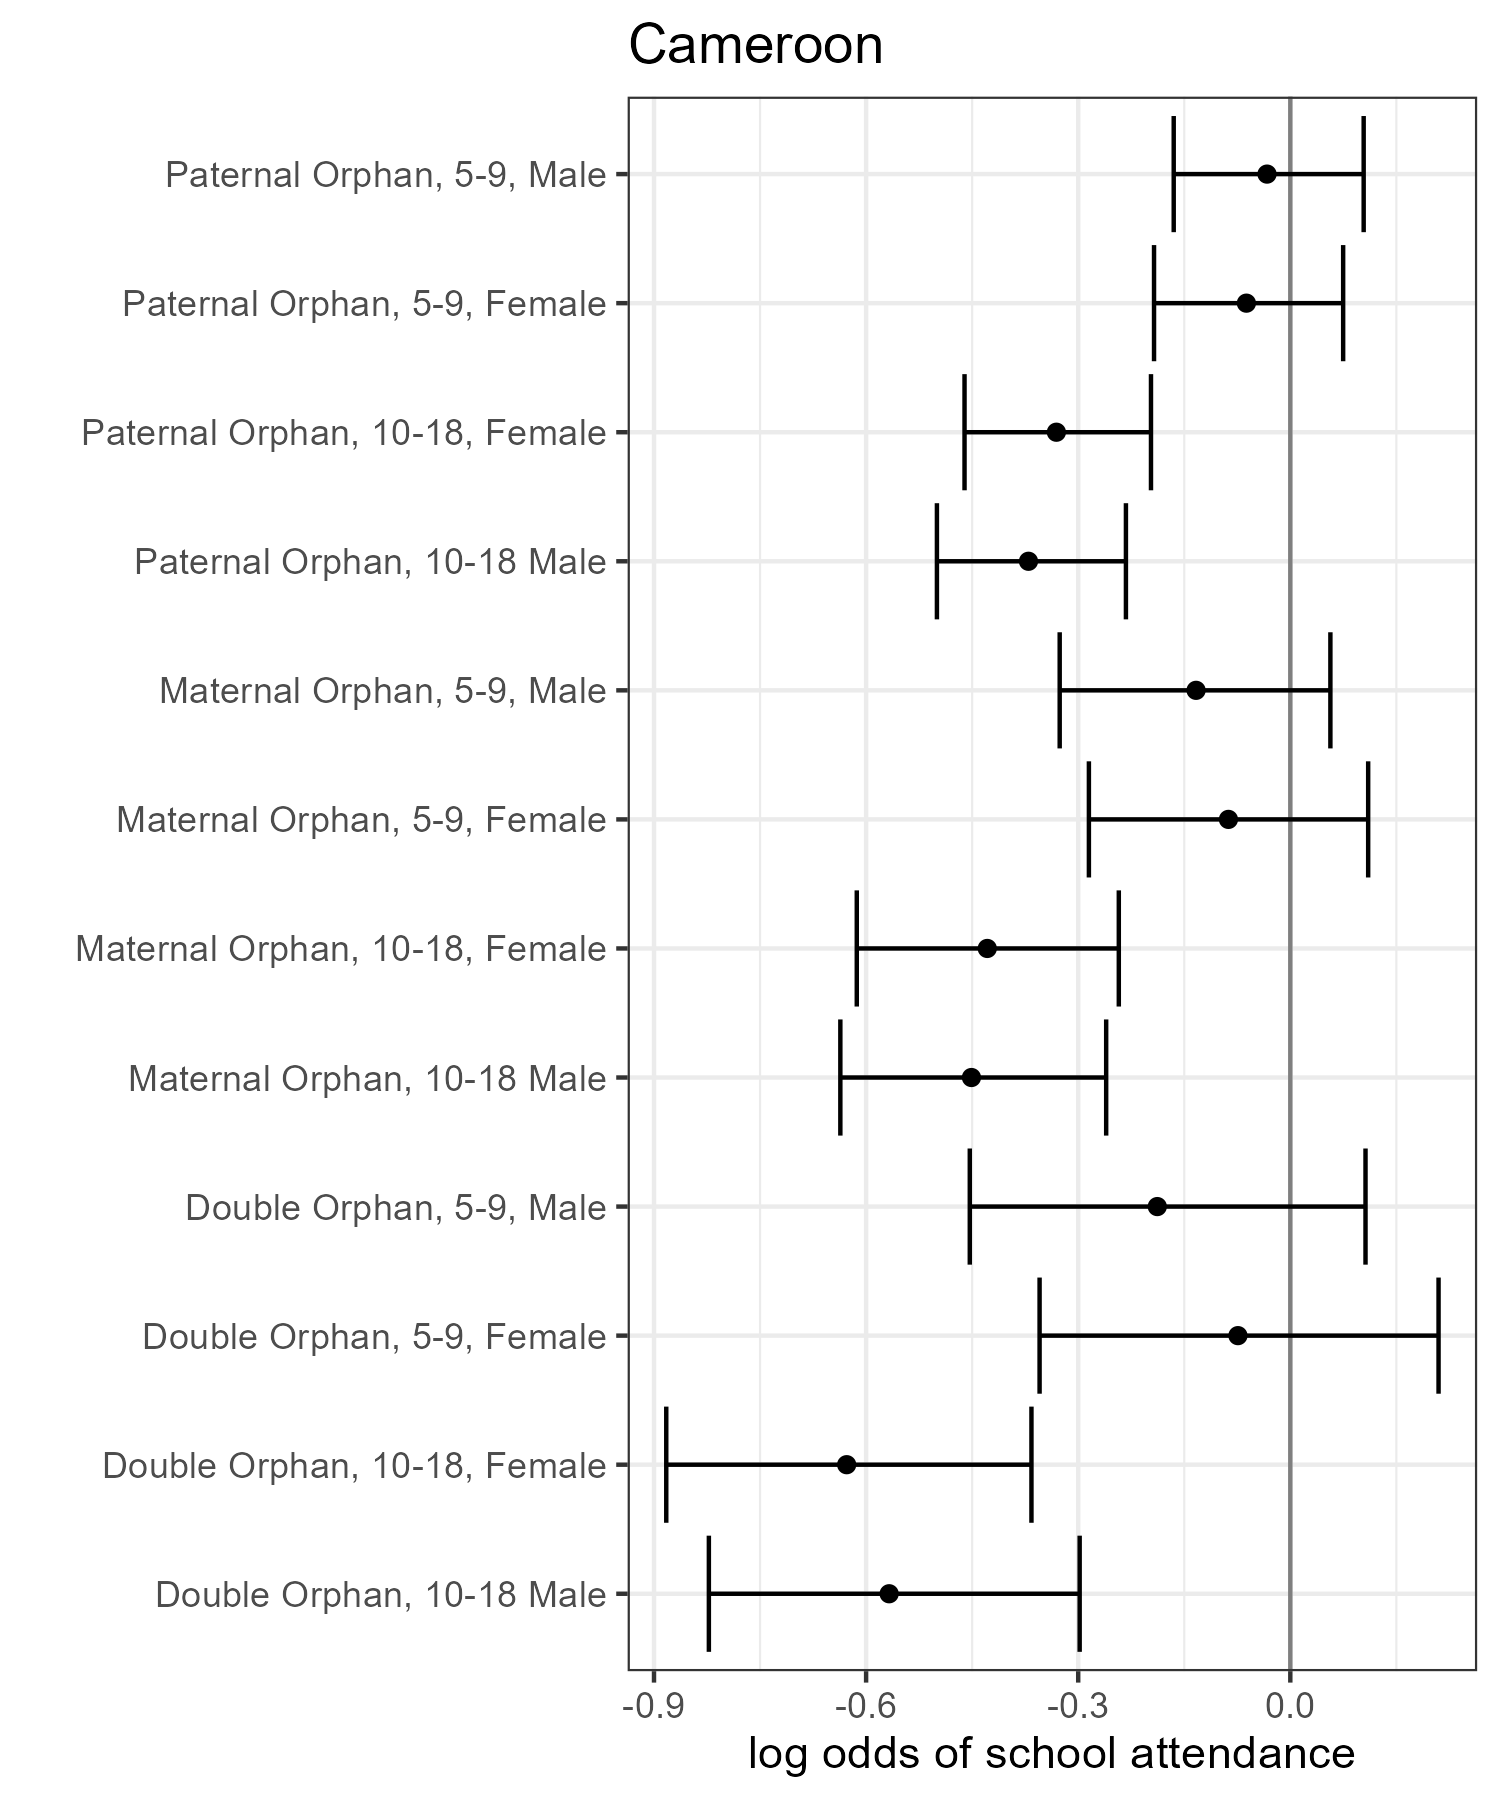 Cameroon
Paternal Orphan, 5-9, Male
Paternal Orphan, 5-9, Female
Paternal Orphan, 10-18, Female
Paternal Orphan, 10-18 Male
Maternal Orphan, 5-9, Male
Maternal Orphan, 5-9, Female
Maternal Orphan, 10-18, Female
Maternal Orphan, 10-18 Male
Double Orphan, 5-9, Male
Double Orphan, 5-9, Female
Double Orphan, 10-18, Female
Double Orphan, 10-18 Male
-0.9 -0.6 -0.3 0.0
log odds of school attendance